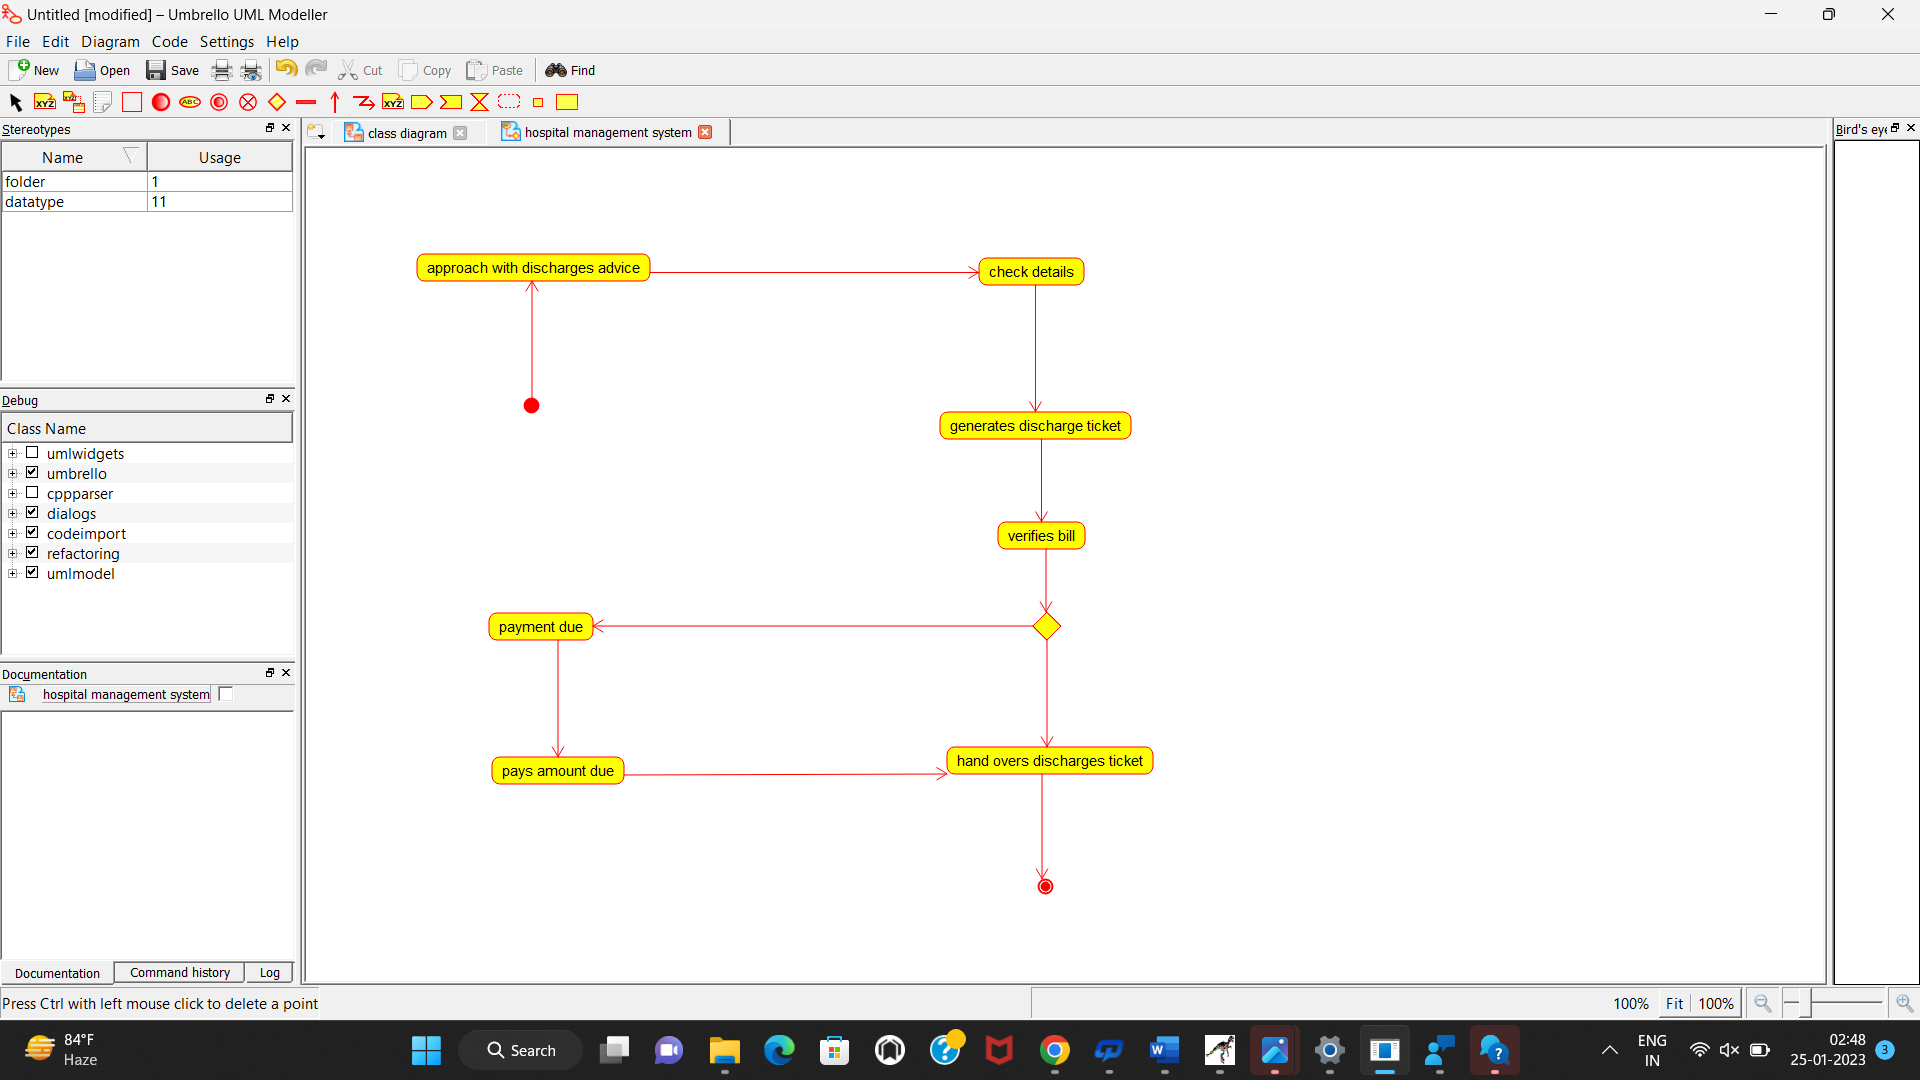 Untitled [modified] – Umbrello UML Modeller
File Edit Diagram Code Settings Help
New Open Save Cut Copy Paste Find
XYZ XYZ ABC XYZ
Stereotypes
Name Usage
folder 1
datatype 11
Debug
Class Name
umlwidgets
umbrello
cppparser
dialogs
codeimport
refactoring
umlmodel
Documentation
hospital management system
Documentation Command history Log
class diagram hospital management system
approach with discharges advice
check details
generates discharge ticket
verifies bill
payment due
pays amount due
hand overs discharges ticket
Bird's eye
Press Ctrl with left mouse click to delete a point
100% Fit 100%
84°F
Haze
Search
ENG
IN
02:48
25-01-2023
3